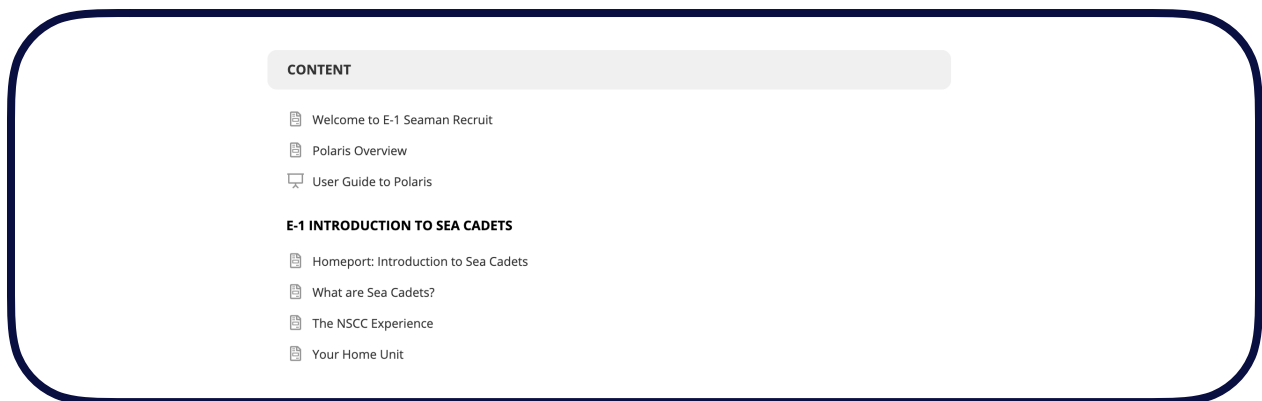 CONTENT
Welcome to E-1 Seaman Recruit
Polaris Overview
User Guide to Polaris
E-1 INTRODUCTION TO SEA CADETS
Homeport: Introduction to Sea Cadets
What are Sea Cadets?
The NSCC Experience
Your Home Unit